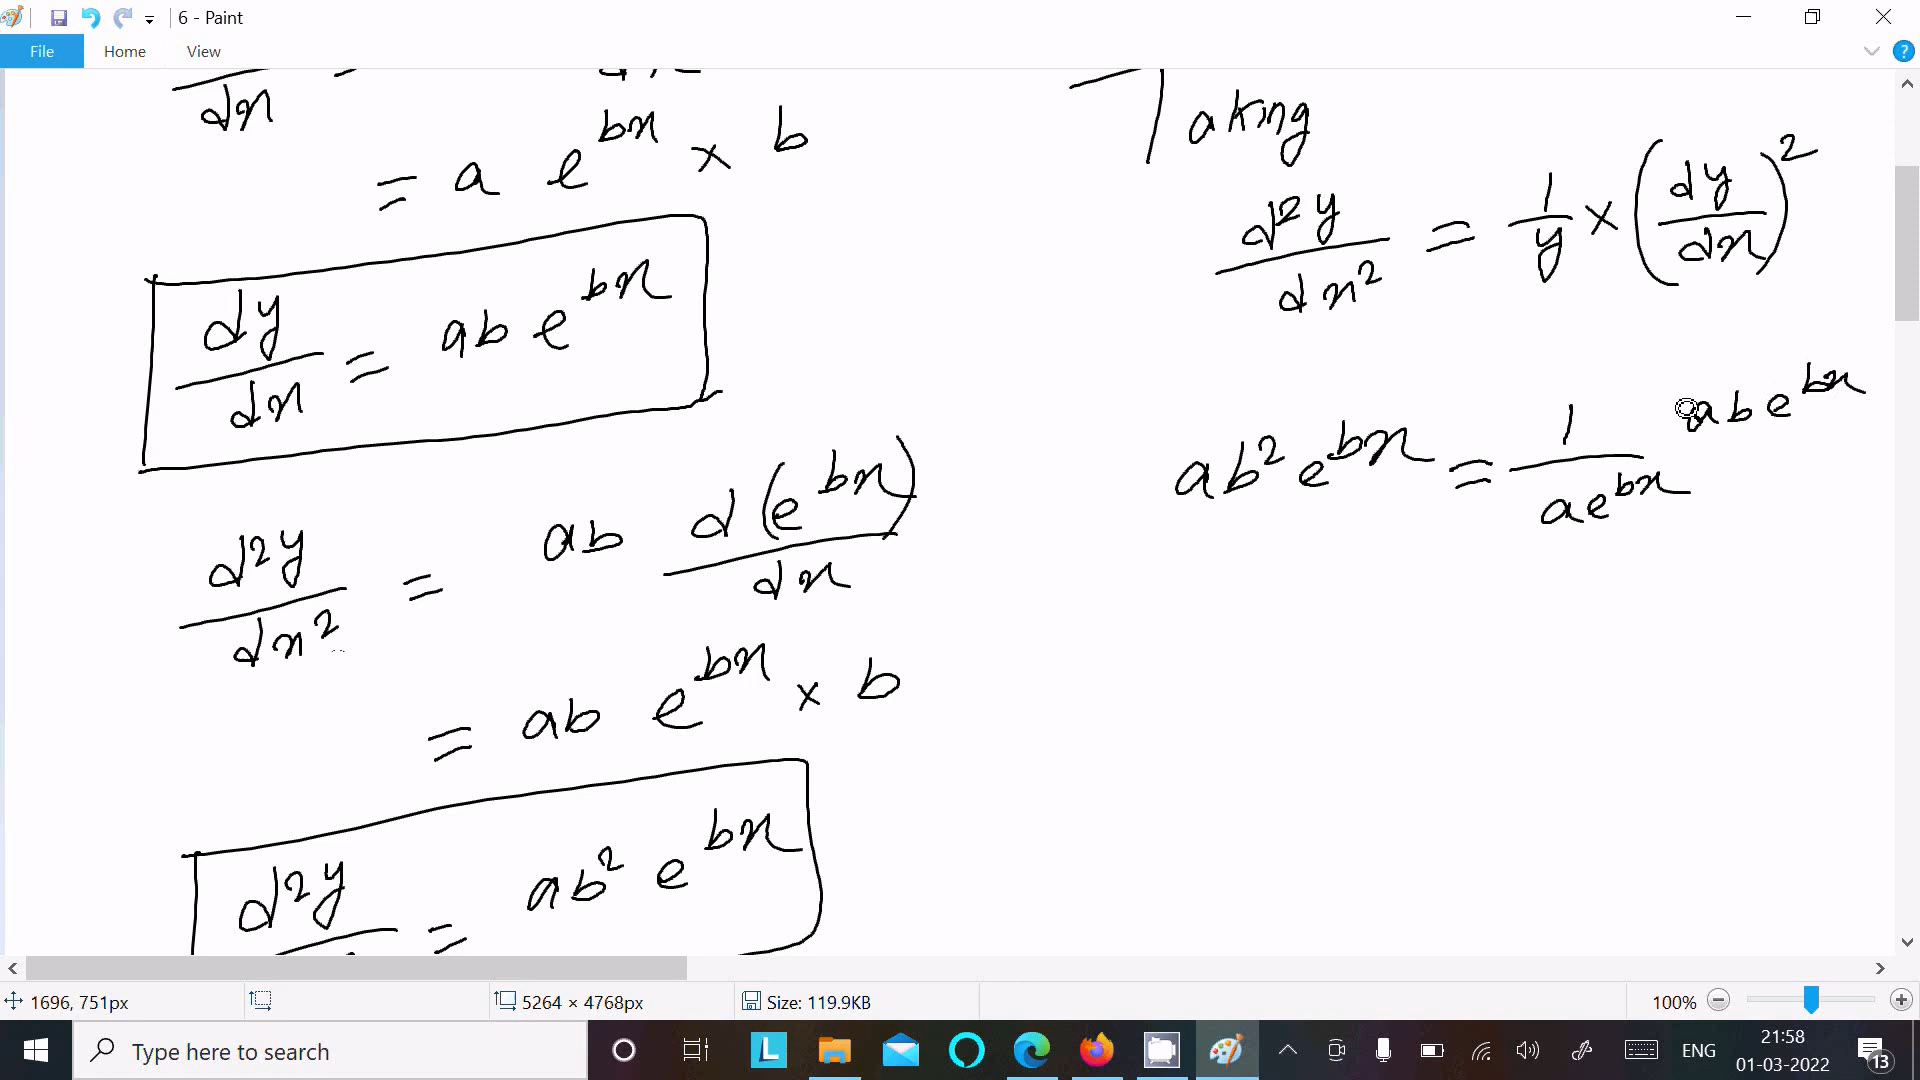 6 - Paint
File Home View
dx =
= a e^{bx} × b
dy/dx = ab e^{bx}
d²y/dx² = ab d(e^{bx})/dx
= ab e^{bx} × b
d²y = ab² e^{bx}
Taking
d²y/dx² = 1/y × (dy/dx)²
ab² e^{bx} = 1/ae^{bx} abe^{bx}
1696, 751px 5264 × 4768px Size: 119.9KB 100%
Type here to search
L
ENG
21:58
01-03-2022
13